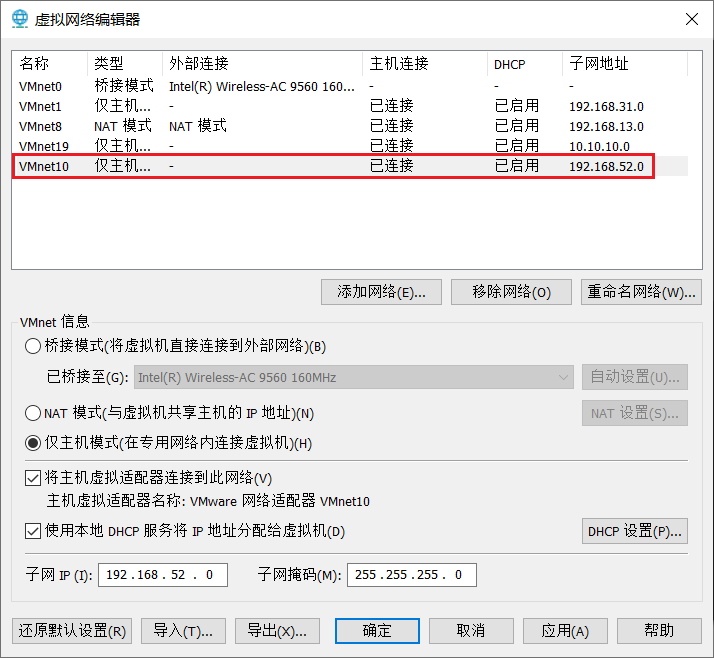 虚拟网络编辑器
名称 类型 外部连接 主机连接 DHCP 子网地址
VMnet0 桥接模式 Intel(R) Wireless-AC 9560 160... - - -
VMnet1 仅主机... - 已连接 已启用 192.168.31.0
VMnet8 NAT 模式 NAT 模式 已连接 已启用 192.168.13.0
VMnet19 仅主机... - 已连接 已启用 10.10.10.0
VMnet10 仅主机... - 已连接 已启用 192.168.52.0
添加网络(E)... 移除网络(O) 重命名网络(W)...
VMnet 信息
桥接模式(将虚拟机直接连接到外部网络)(B)
已桥接至(G): Intel(R) Wireless-AC 9560 160MHz 自动设置(U)...
NAT 模式(与虚拟机共享主机的 IP 地址)(N) NAT 设置(S)...
仅主机模式(在专用网络内连接虚拟机)(H)
将主机虚拟适配器连接到此网络(V)
主机虚拟适配器名称: VMware 网络适配器 VMnet10
使用本地 DHCP 服务将 IP 地址分配给虚拟机(D) DHCP 设置(P)...
子网 IP (I): 192 . 168 . 52 . 0 子网掩码(M): 255 . 255 . 255 . 0
还原默认设置(R) 导入(T)... 导出(X)... 确定 取消 应用(A) 帮助